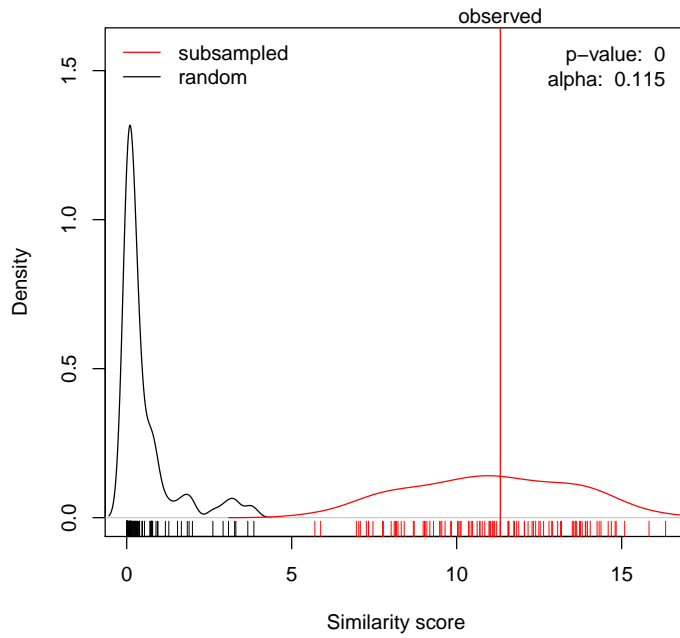 observed
subsampled
random
p−value: 0
alpha: 0.115
1.5
1.0
0.5
0.0
Density
0 5 10 15
Similarity score